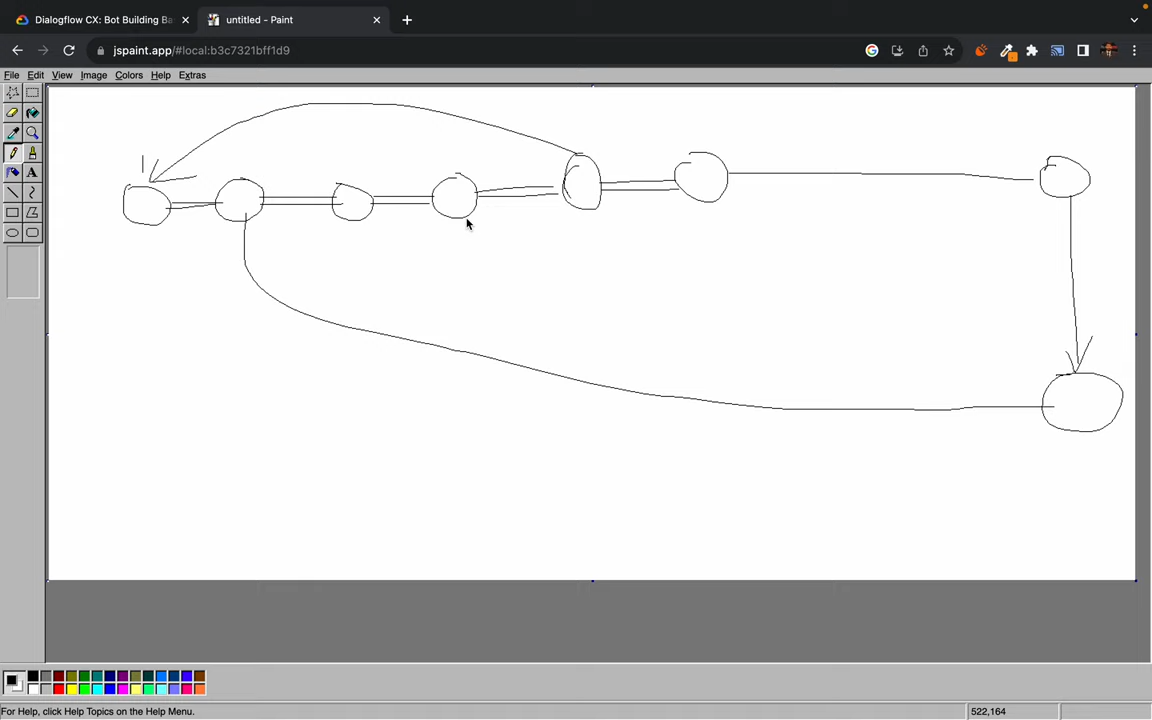 Dialogflow CX: Bot Building Ba
untitled - Paint
jspaint.app/#local:b3c7321bff1d9
File Edit View Image Colors Help Extras
For Help, click Help Topics on the Help Menu.
522,164